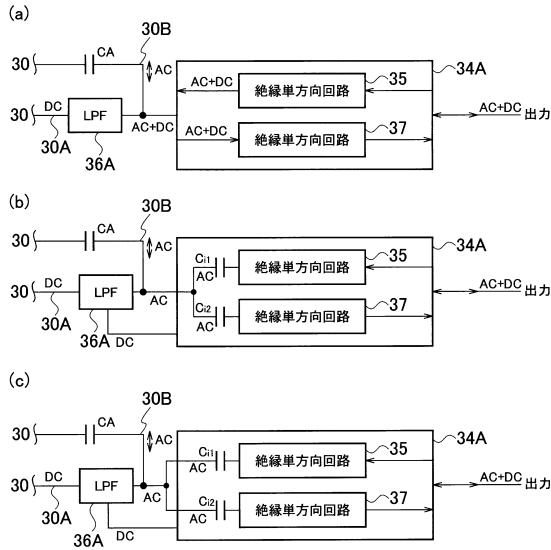 (a)
30B
30 CA AC
34A
AC+DC 絶縁単方向回路 35
30 DC LPF AC+DC AC+DC 絶縁単方向回路 37 AC+DC 出力
30A 36A
(b)
30B
30 CA AC
34A
Ci1 AC 絶縁単方向回路 35
30 DC LPF AC Ci2 AC 絶縁単方向回路 37 AC+DC 出力
30A 36A DC
(c)
30B
30 CA AC
34A
Ci1 AC 絶縁単方向回路 35
30 DC LPF AC Ci2 AC 絶縁単方向回路 37 AC+DC 出力
30A 36A DC